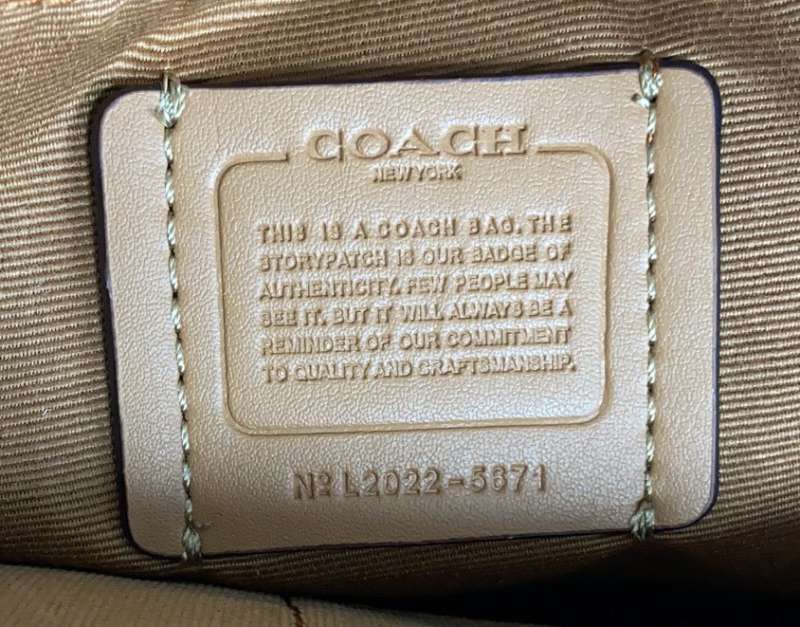 COACH
NEW YORK
THIS IS A COACH BAG. THE
STORYPATCH IS OUR BADGE OF
AUTHENTICITY. FEW PEOPLE MAY
SEE IT. BUT IT WILL ALWAYS BE A
REMINDER OF OUR COMMITMENT
TO QUALITY AND CRAFTSMANSHIP.
Nº L2022-5671